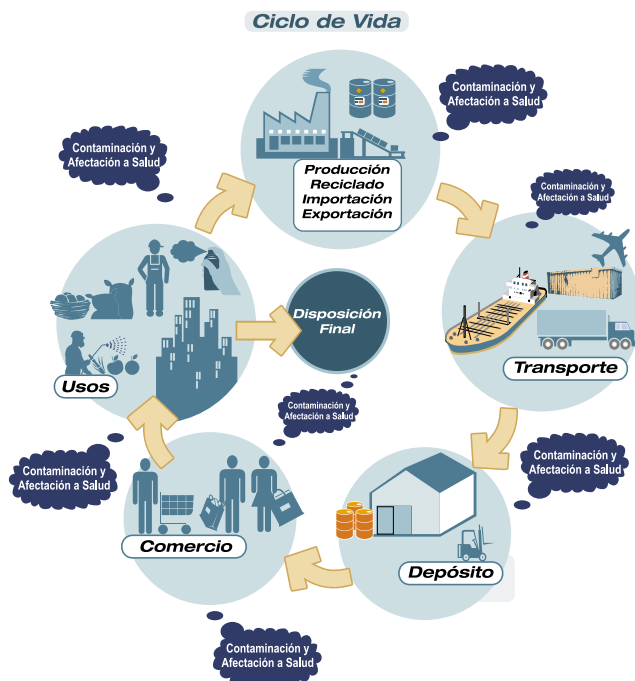 Ciclo de Vida
Contaminación y
Afectación a Salud
Contaminación y
Afectación a Salud
Producción
Reciclado
Importación
Exportación
Contaminación y
Afectación a Salud
Disposición
Final
Transporte
Usos
Contaminación y
Afectación a Salud
Contaminación y
Afectación a Salud
Contaminación y
Afectación a Salud
Comercio
Depósito
Contaminación y
Afectación a Salud